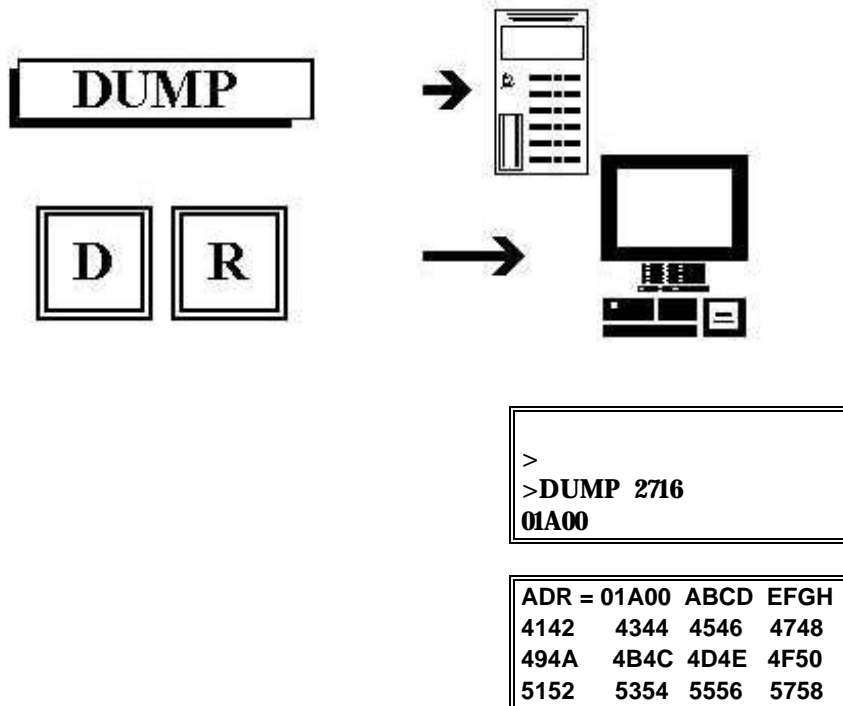 DUMP
D R
>
>DUMP 2716
01A00
ADR = 01A00 ABCD EFGH
4142 4344 4546 4748
494A 4B4C 4D4E 4F50
5152 5354 5556 5758